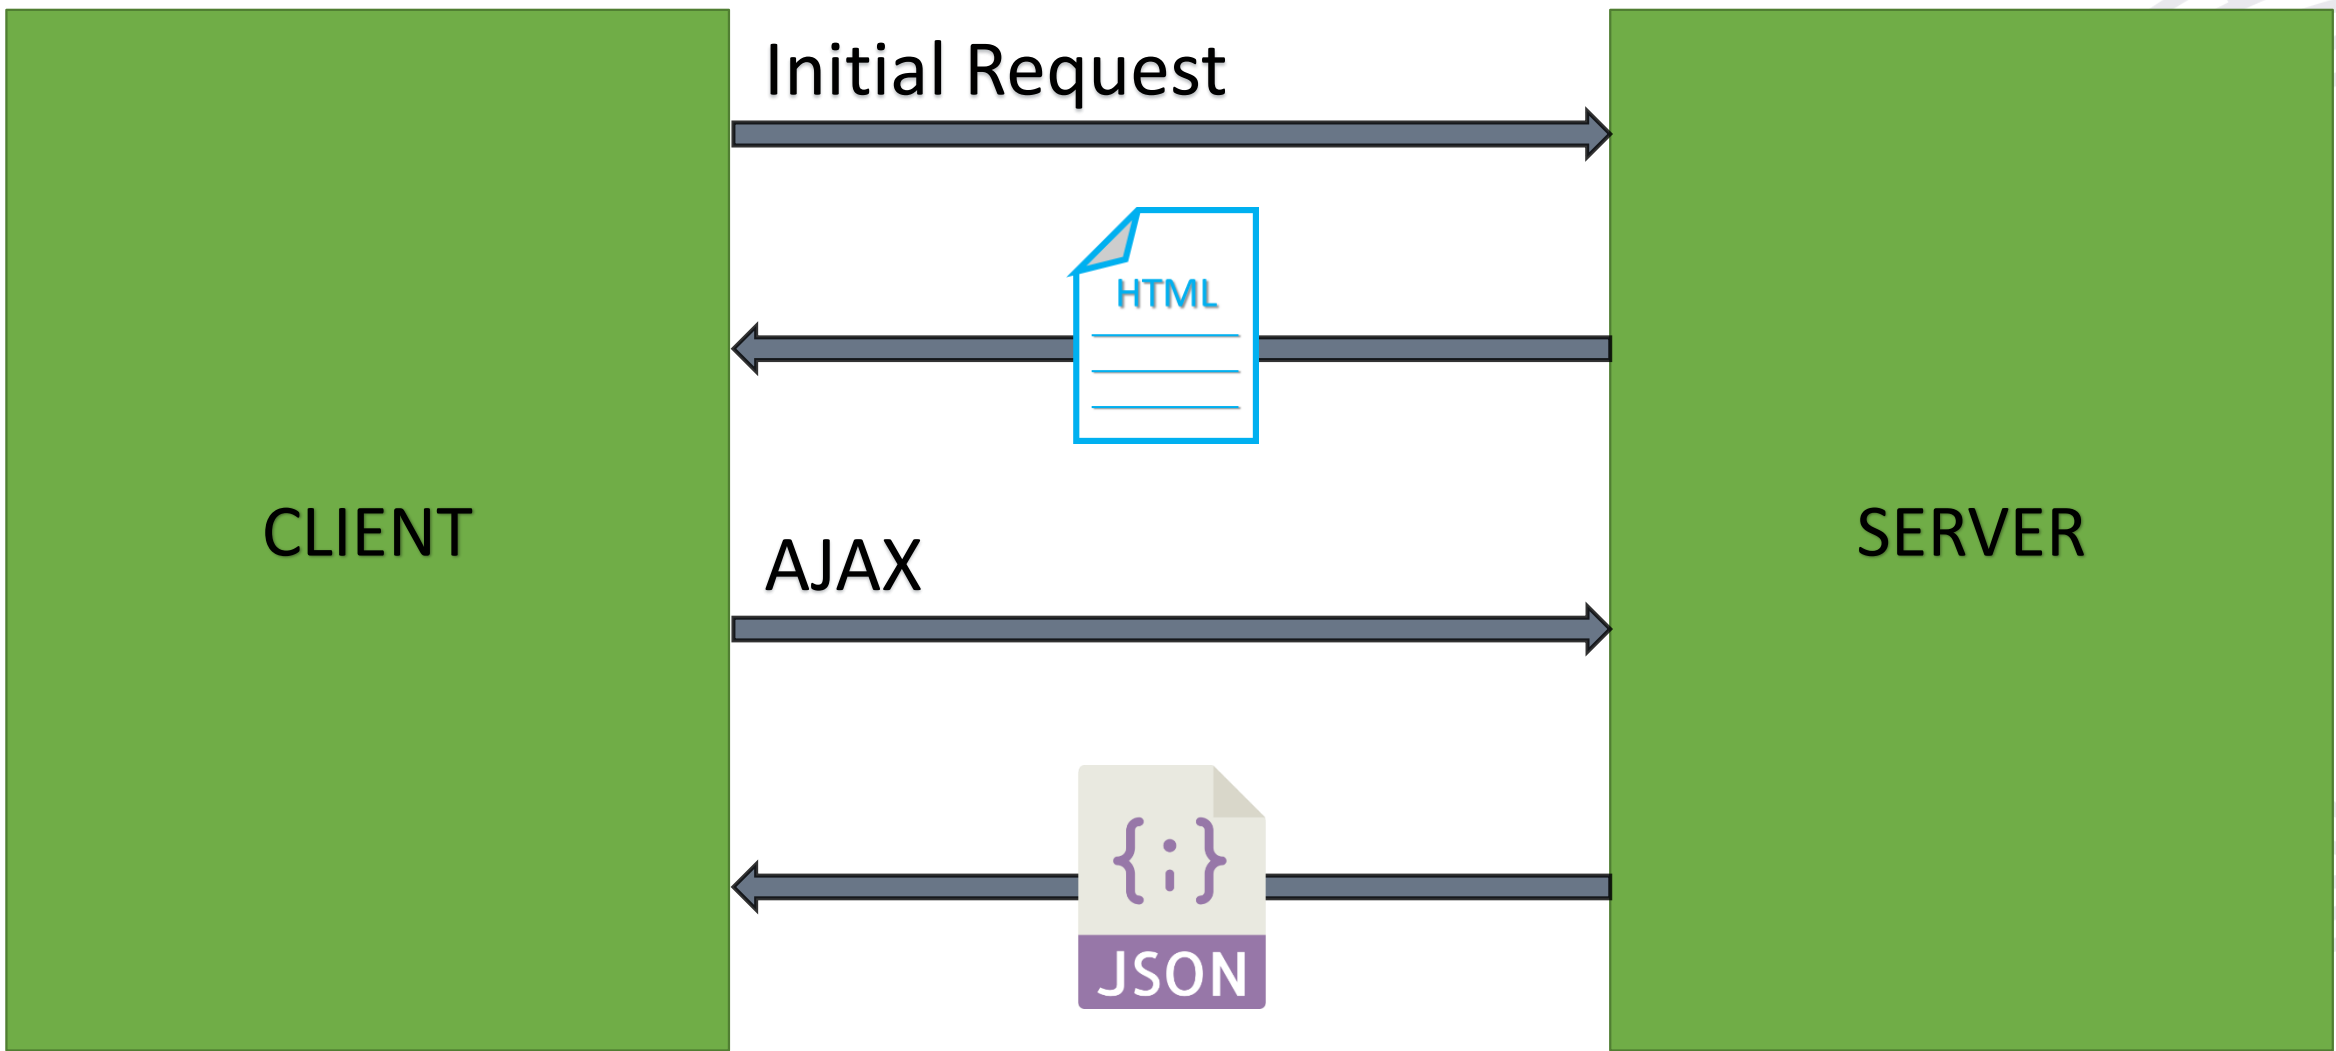 Initial Request
HTML
CLIENT
SERVER
AJAX
{;}
JSON